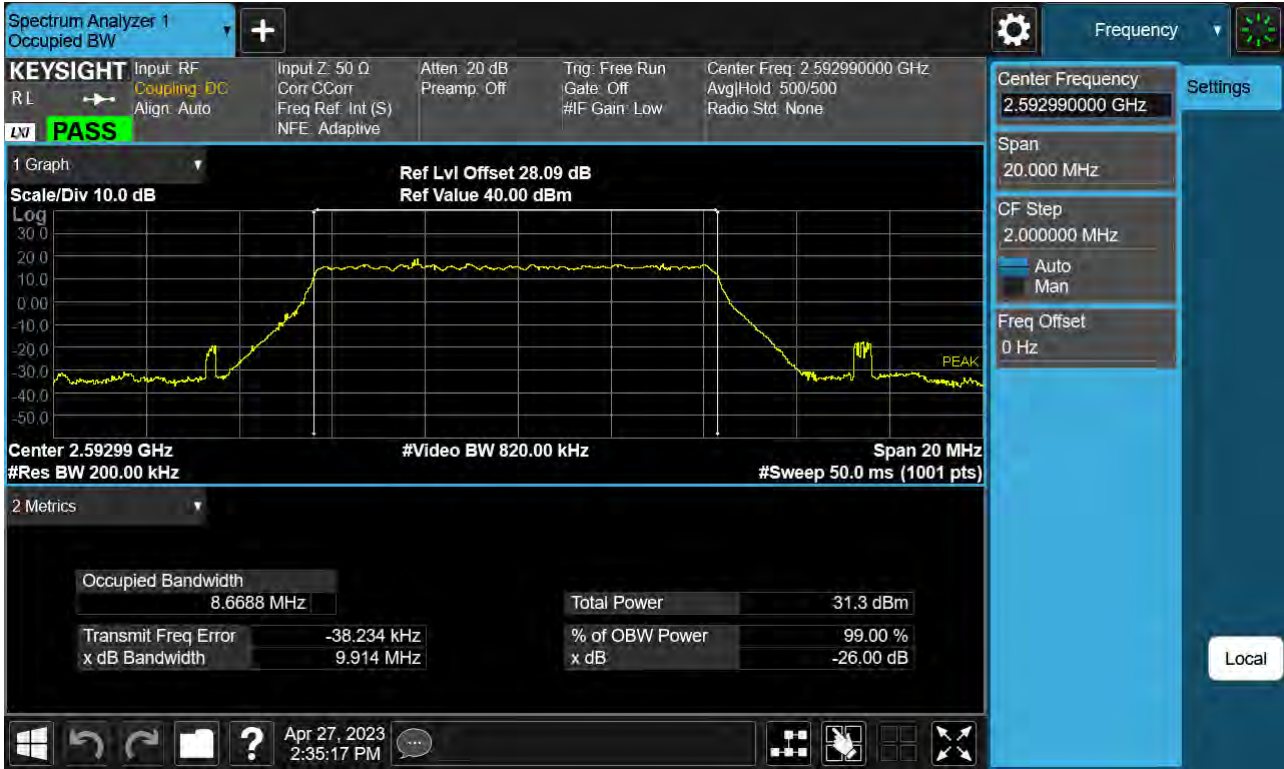 Spectrum Analyzer 1
Occupied BW
+
Frequency
KEYSIGHT
Input: RF
Coupling: DC
Align: Auto
Input Z: 50 Ω
Corr CCorr
Freq Ref: Int (S)
NFE: Adaptive
Atten: 20 dB
Preamp: Off
Trig: Free Run
Gate: Off
#IF Gain: Low
Center Freq: 2.592990000 GHz
Avg|Hold: 500/500
Radio Std: None
R L
LXI
PASS
Center Frequency
2.592990000 GHz
Settings
Span
20.000 MHz
CF Step
2.000000 MHz
Auto
Man
Freq Offset
0 Hz
Local
1 Graph
Ref Lvl Offset 28.09 dB
Scale/Div 10.0 dB
Ref Value 40.00 dBm
Log
30.0
20.0
10.0
0.00
-10.0
-20.0
-30.0
-40.0
-50.0
PEAK
Center 2.59299 GHz
#Video BW 820.00 kHz
Span 20 MHz
#Res BW 200.00 kHz
#Sweep 50.0 ms (1001 pts)
2 Metrics
Occupied Bandwidth
8.6688 MHz
Total Power 31.3 dBm
Transmit Freq Error -38.234 kHz
% of OBW Power 99.00 %
x dB Bandwidth 9.914 MHz
x dB -26.00 dB
?
Apr 27, 2023
2:35:17 PM